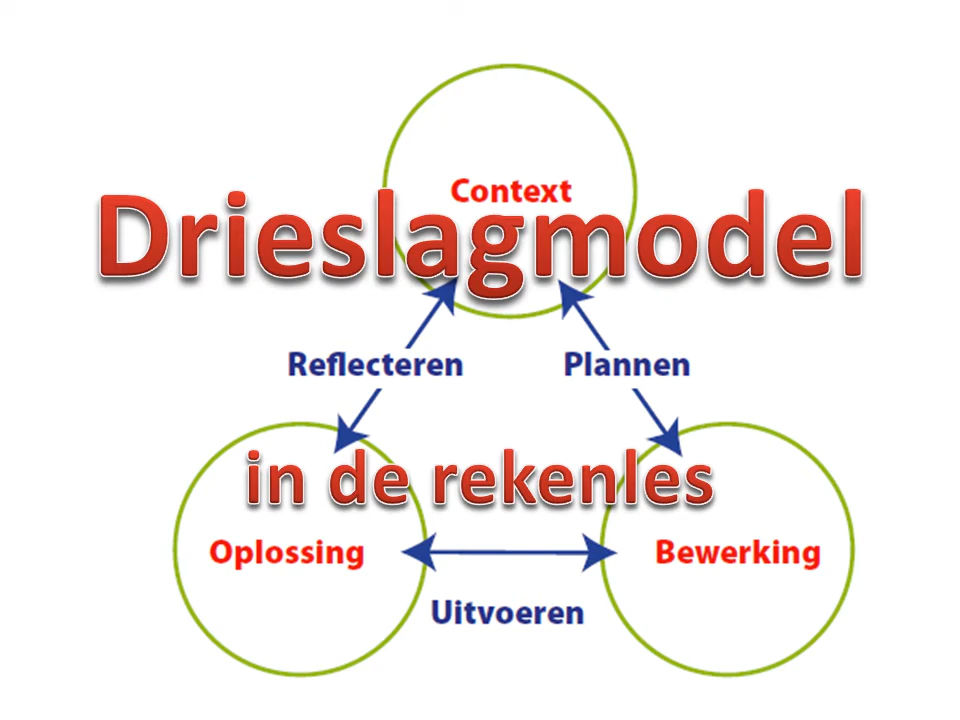 Context
Drieslagmodel
Reflecteren Plannen
in de rekenles
Oplossing Bewerking
Uitvoeren